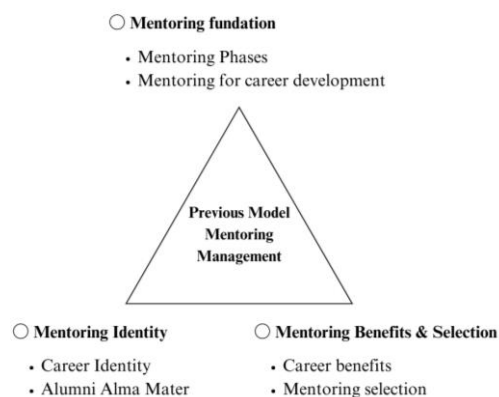 Mentoring fundation
• Mentoring Phases
• Mentoring for career development
Previous Model
Mentoring
Management
Mentoring Identity
• Career Identity
• Alumni Alma Mater
Mentoring Benefits & Selection
• Career benefits
• Mentoring selection